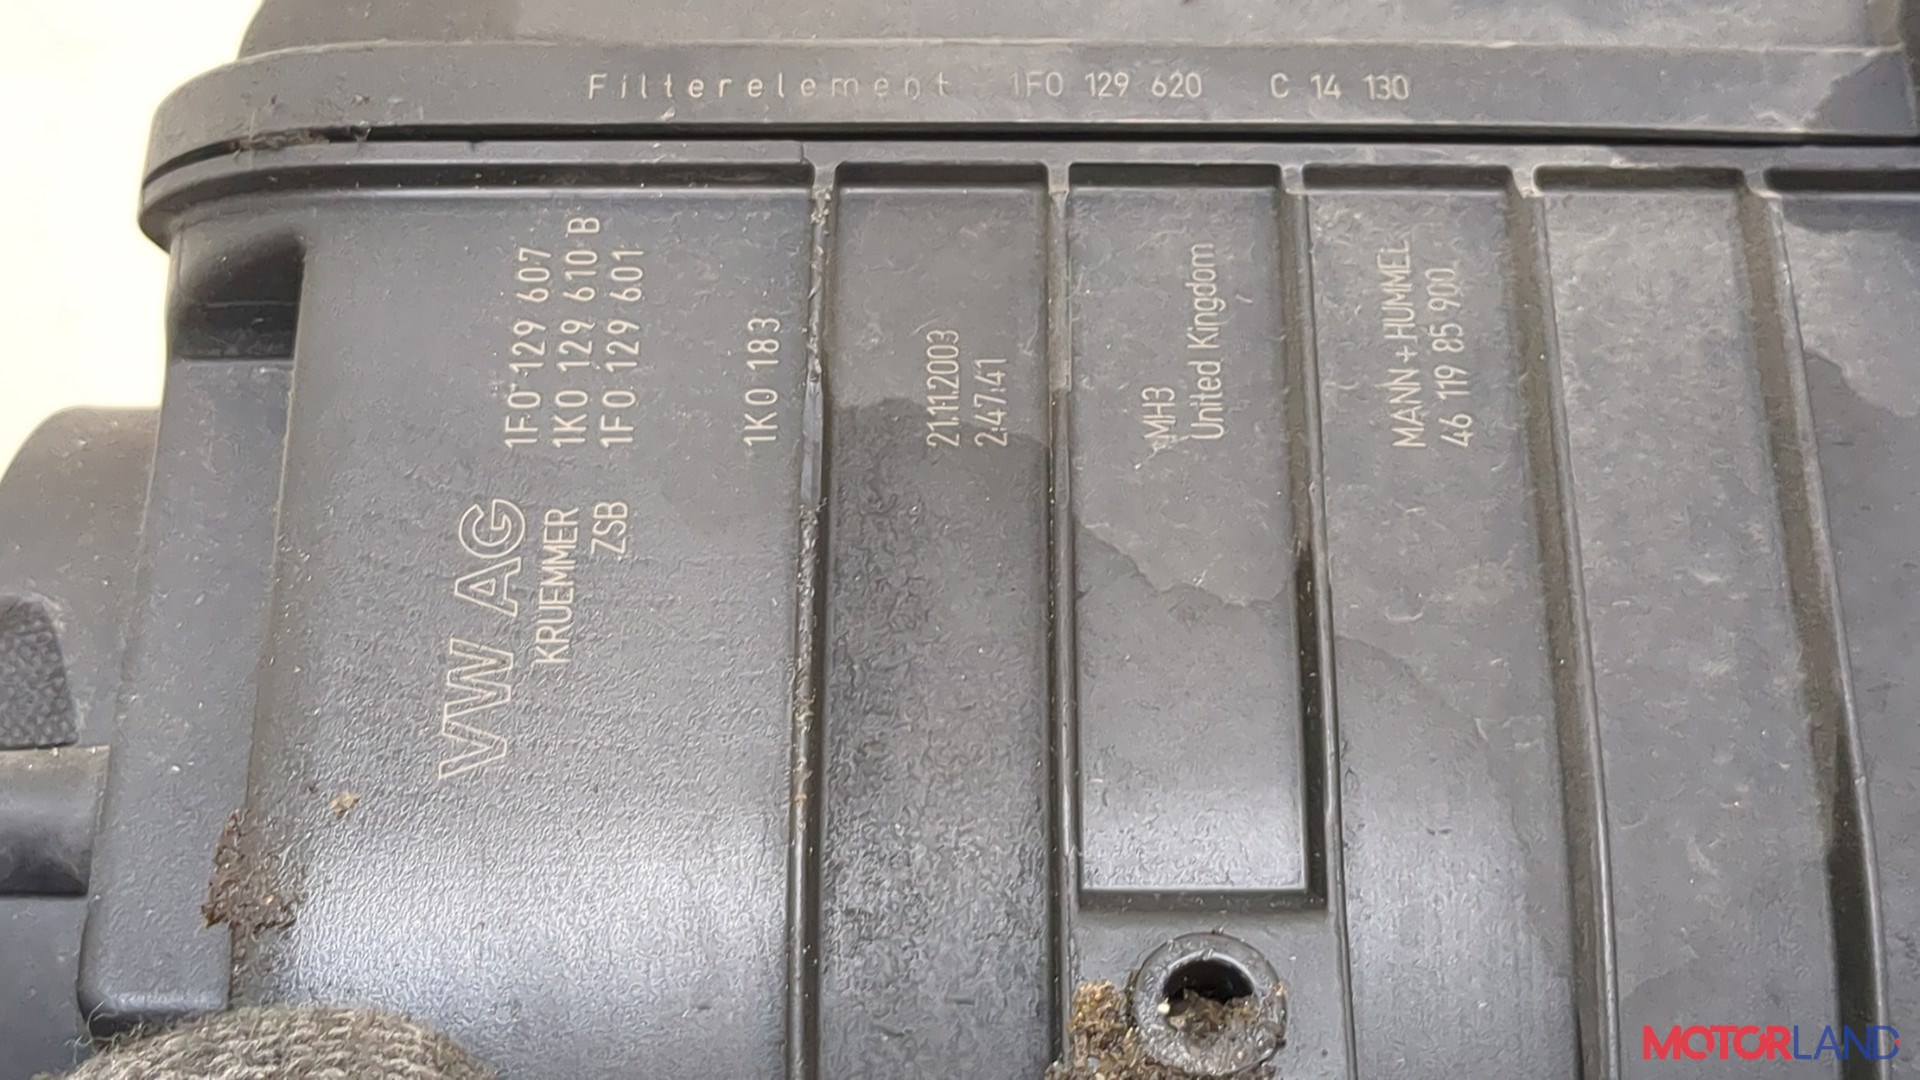 Filterelement 1F0 129 620 C 14 130
VW AG
1F0 129 607
KRUEMMER 1K0 129 610 B
ZSB 1F0 129 601
1K0 183
21.11.2003
2:47:41
MH3
United Kingdom
MANN+HUMMEL
46 119 85 900
MOTORLAND